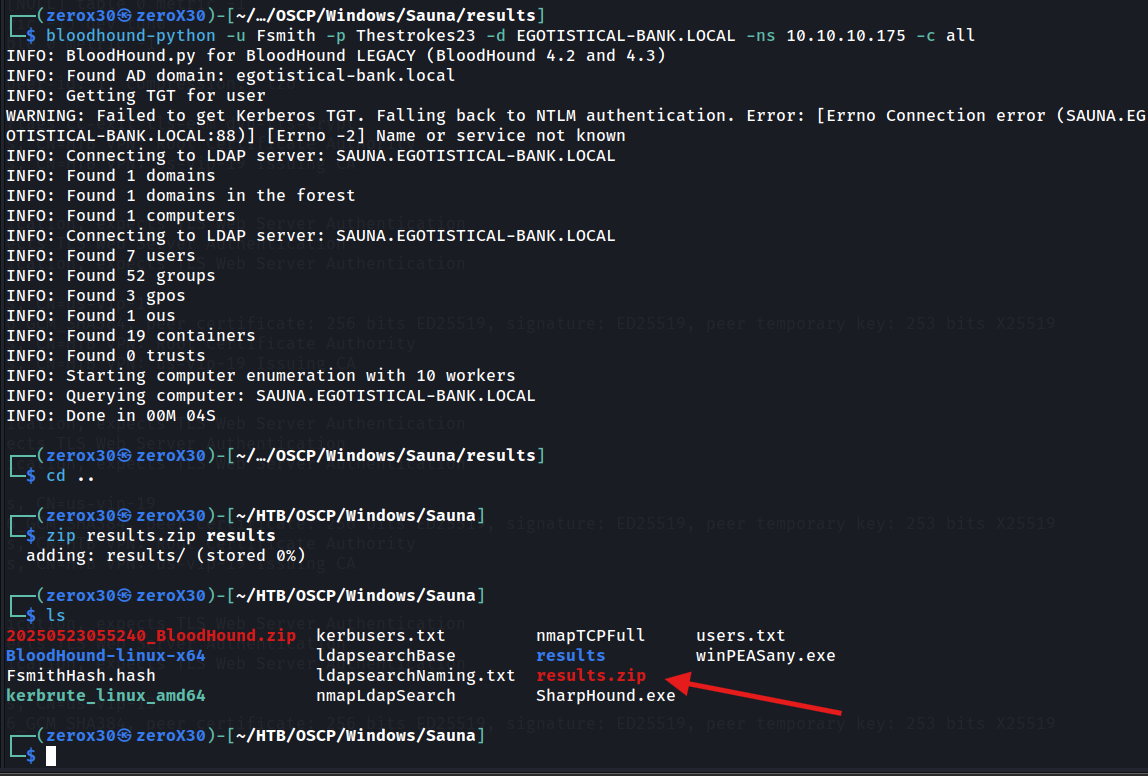 ┌──(zerox30㉿zeroX30)-[~/…/OSCP/Windows/Sauna/results]
└─$ bloodhound-python -u Fsmith -p Thestrokes23 -d EGOTISTICAL-BANK.LOCAL -ns 10.10.10.175 -c all
INFO: BloodHound.py for BloodHound LEGACY (BloodHound 4.2 and 4.3)
INFO: Found AD domain: egotistical-bank.local
INFO: Getting TGT for user
WARNING: Failed to get Kerberos TGT. Falling back to NTLM authentication. Error: [Errno Connection error (SAUNA.EG
OTISTICAL-BANK.LOCAL:88)] [Errno -2] Name or service not known
INFO: Connecting to LDAP server: SAUNA.EGOTISTICAL-BANK.LOCAL
INFO: Found 1 domains
INFO: Found 1 domains in the forest
INFO: Found 1 computers
INFO: Connecting to LDAP server: SAUNA.EGOTISTICAL-BANK.LOCAL
INFO: Found 7 users
INFO: Found 52 groups
INFO: Found 3 gpos
INFO: Found 1 ous
INFO: Found 19 containers
INFO: Found 0 trusts
INFO: Starting computer enumeration with 10 workers
INFO: Querying computer: SAUNA.EGOTISTICAL-BANK.LOCAL
INFO: Done in 00M 04S
┌──(zerox30㉿zeroX30)-[~/…/OSCP/Windows/Sauna/results]
└─$ cd ..
┌──(zerox30㉿zeroX30)-[~/HTB/OSCP/Windows/Sauna]
└─$ zip results.zip results
  adding: results/ (stored 0%)
┌──(zerox30㉿zeroX30)-[~/HTB/OSCP/Windows/Sauna]
└─$ ls
20250523055240_BloodHound.zip  kerbusers.txt         nmapTCPFull     users.txt
BloodHound-linux-x64           ldapsearchBase        results         winPEASany.exe
FsmithHash.hash                ldapsearchNaming.txt  results.zip
kerbrute_linux_amd64           nmapLdapSearch        SharpHound.exe
┌──(zerox30㉿zeroX30)-[~/HTB/OSCP/Windows/Sauna]
└─$